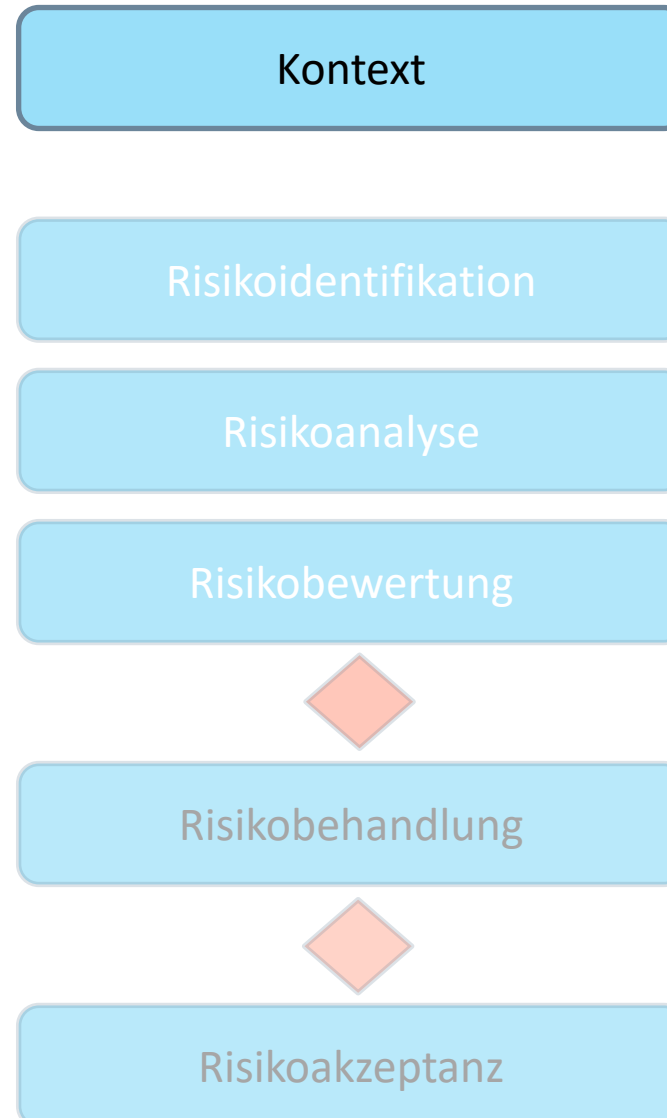 Kontext
Risikoidentifikation
Risikoanalyse
Risikobewertung
Risikobehandlung
Risikoakzeptanz